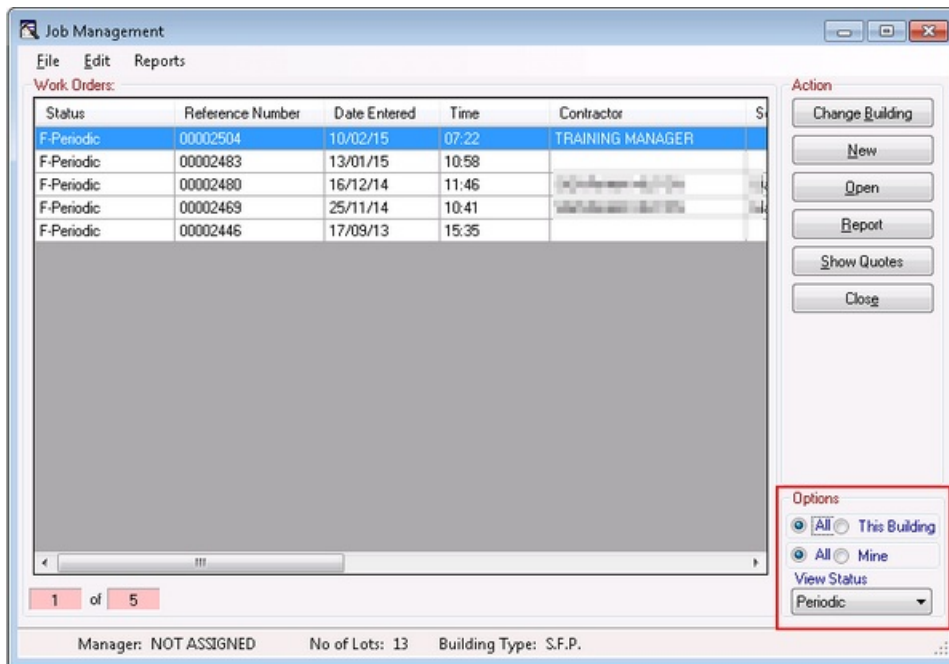 Job Management
File Edit Reports
Work Orders:
Action
Status Reference Number Date Entered Time Contractor
F-Periodic 00002504 10/02/15 07:22 TRAINING MANAGER
F-Periodic 00002483 13/01/15 10:58
F-Periodic 00002480 16/12/14 11:46
F-Periodic 00002469 25/11/14 10:41
F-Periodic 00002446 17/09/13 15:35
Change Building
New
Open
Report
Show Quotes
Close
Options
All This Building
All Mine
View Status
Periodic
1 of 5
Manager: NOT ASSIGNED No of Lots: 13 Building Type: S.F.P.